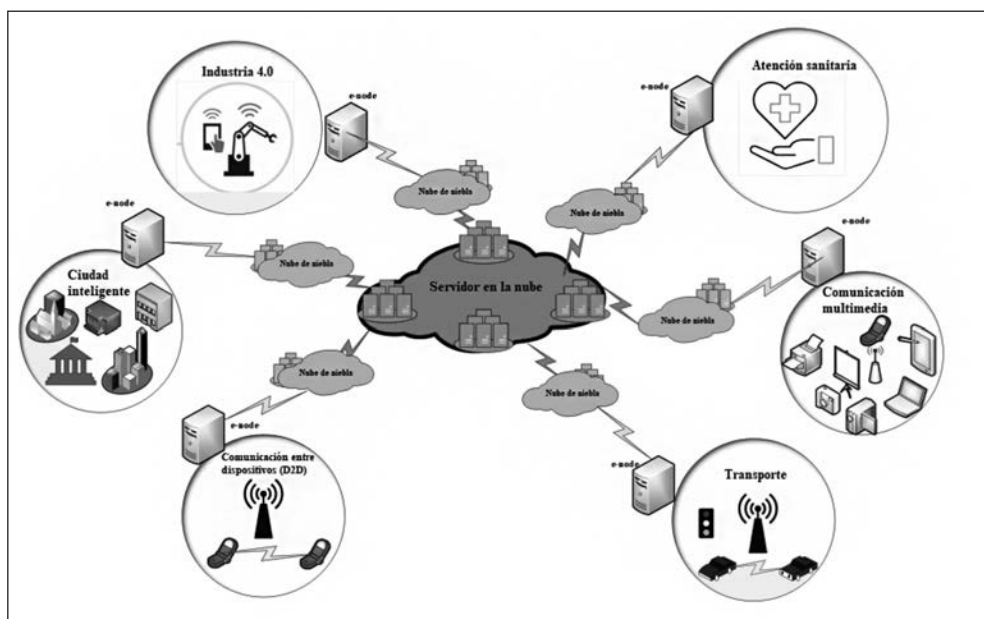 Industria 4.0
e-node
Atención sanitaria
e-node
Nube de niebla
Nube de niebla
e-node
e-node
Nube de niebla
Servidor en la nube
Nube de niebla
Ciudad
inteligente
Comunicación
multimedia
Nube de niebla
Nube de niebla
e-node
Comunicación entre
dispositivos (D2D)
e-node
Transporte